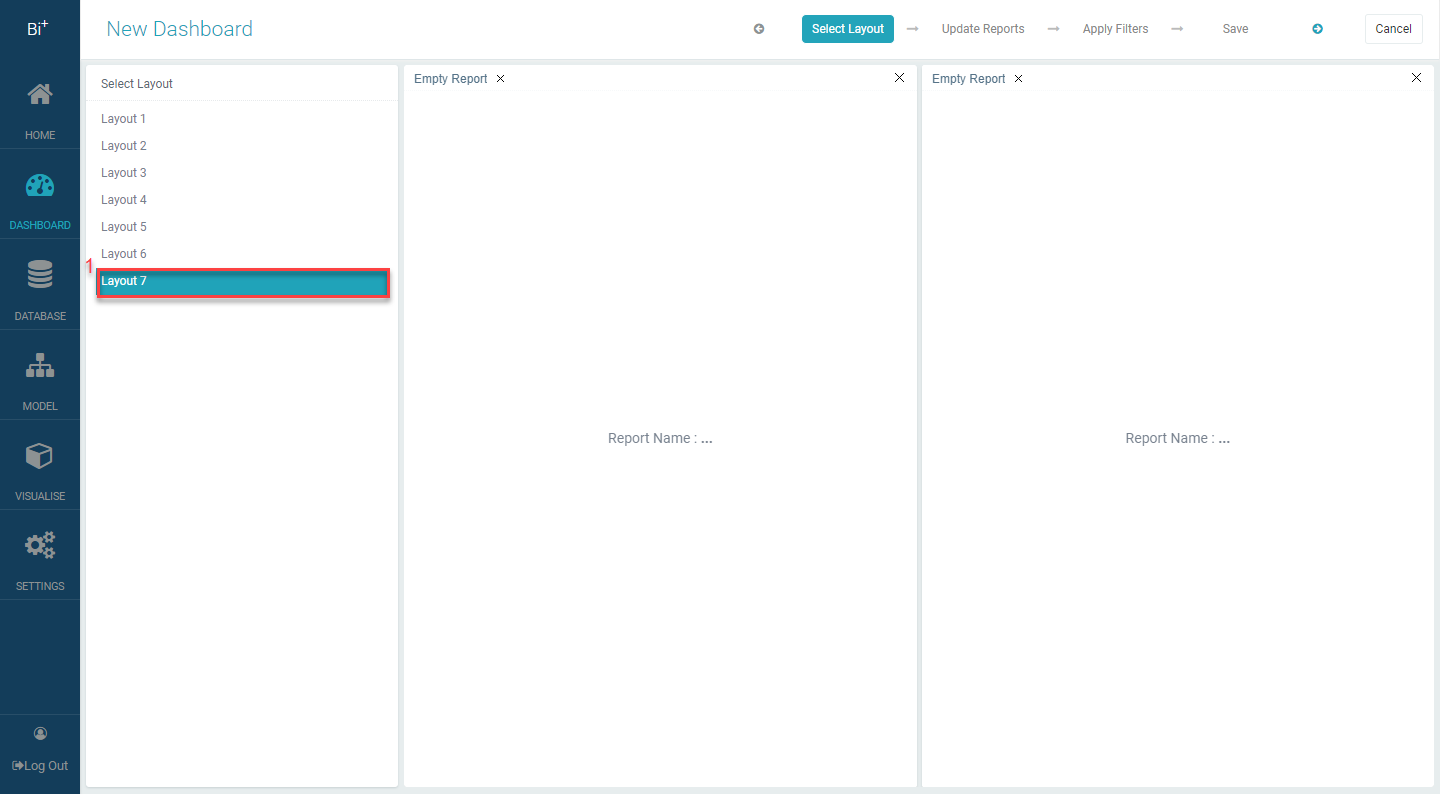 Bi+
New Dashboard
Select Layout
Update Reports
Apply Filters
Save
Cancel
HOME
DASHBOARD
DATABASE
MODEL
VISUALISE
SETTINGS
Log Out
Select Layout
Layout 1
Layout 2
Layout 3
Layout 4
Layout 5
Layout 6
1
Layout 7
Empty Report
Report Name : ...
Empty Report
Report Name : ...